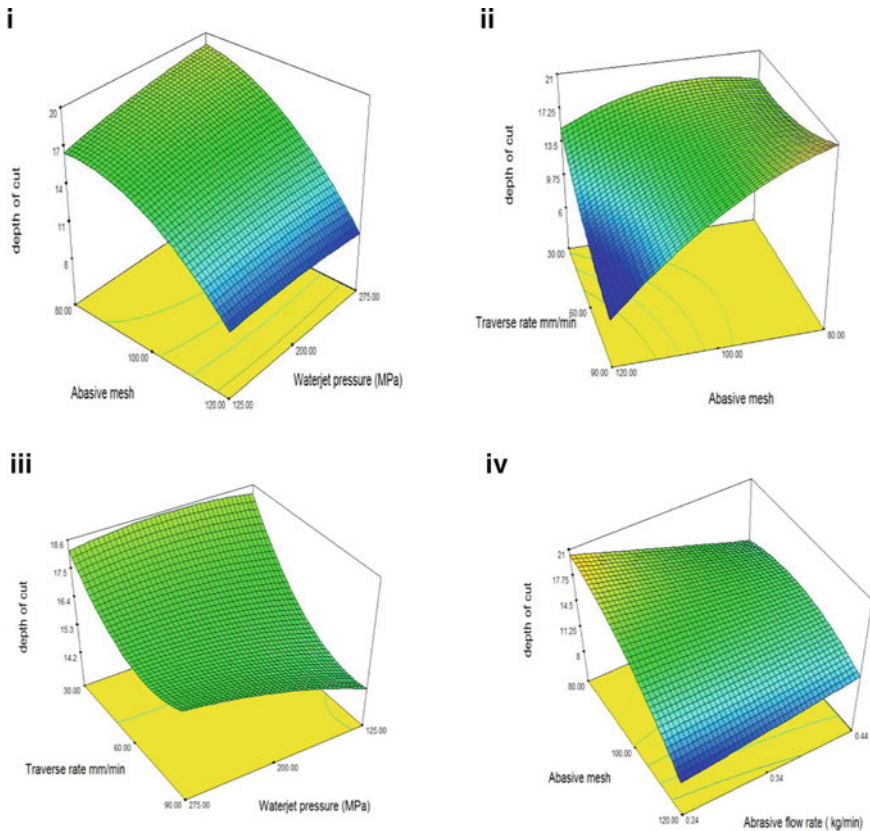 i
20
17
14
11
8
depth of cut
80.00
100.00
120.00
Abasive mesh
125.00
200.00
275.00
Waterjet pressure (MPa)
ii
21
17.25
13.5
9.75
6
depth of cut
30.00
60.00
90.00
Traverse rate mm/min
120.00
100.00
80.00
Abasive mesh
iii
18.6
17.5
16.4
15.3
14.2
depth of cut
30.00
60.00
90.00
Traverse rate mm/min
275.00
200.00
125.00
Waterjet pressure (MPa)
iv
21
17.75
14.5
11.25
8
depth of cut
80.00
100.00
120.00
Abasive mesh
0.24
0.34
0.44
Abrasive flow rate ( kg/min)